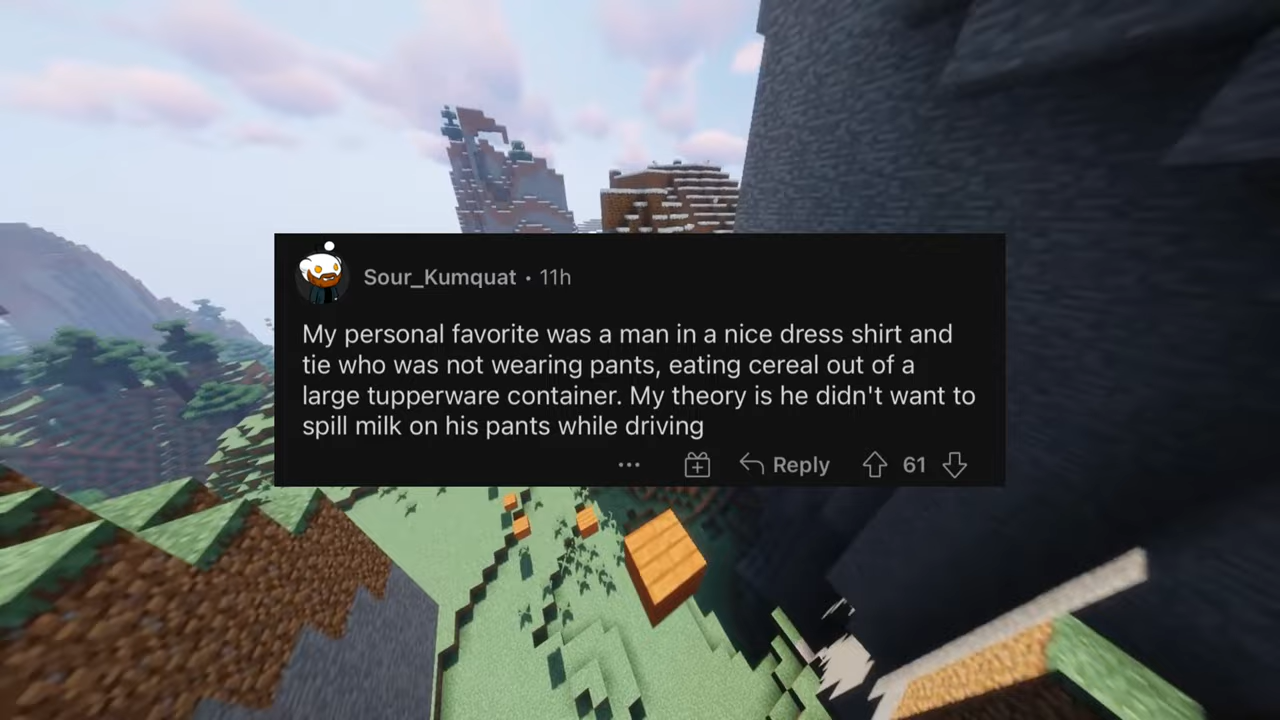 Sour_Kumquat · 11h
My personal favorite was a man in a nice dress shirt and
tie who was not wearing pants, eating cereal out of a
large tupperware container. My theory is he didn't want to
spill milk on his pants while driving
... Reply 61